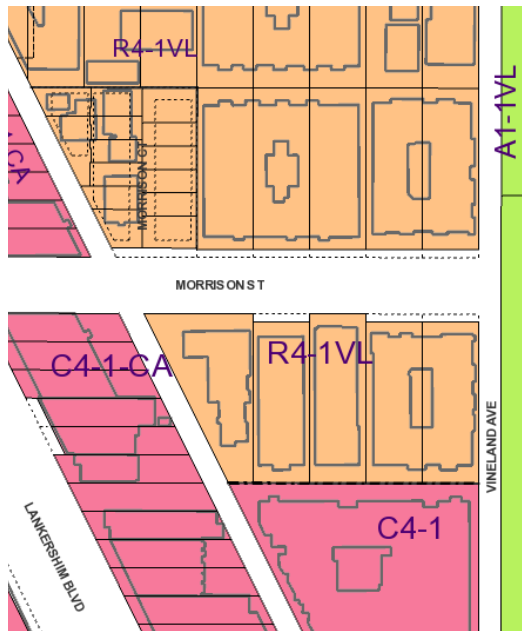 R4-1VL
A1-1VL
CA
MORRISON CT
MORRISON ST
C4-1-CA
R4-1VL
VINELAND AVE
LANKERSHIM BLVD
C4-1